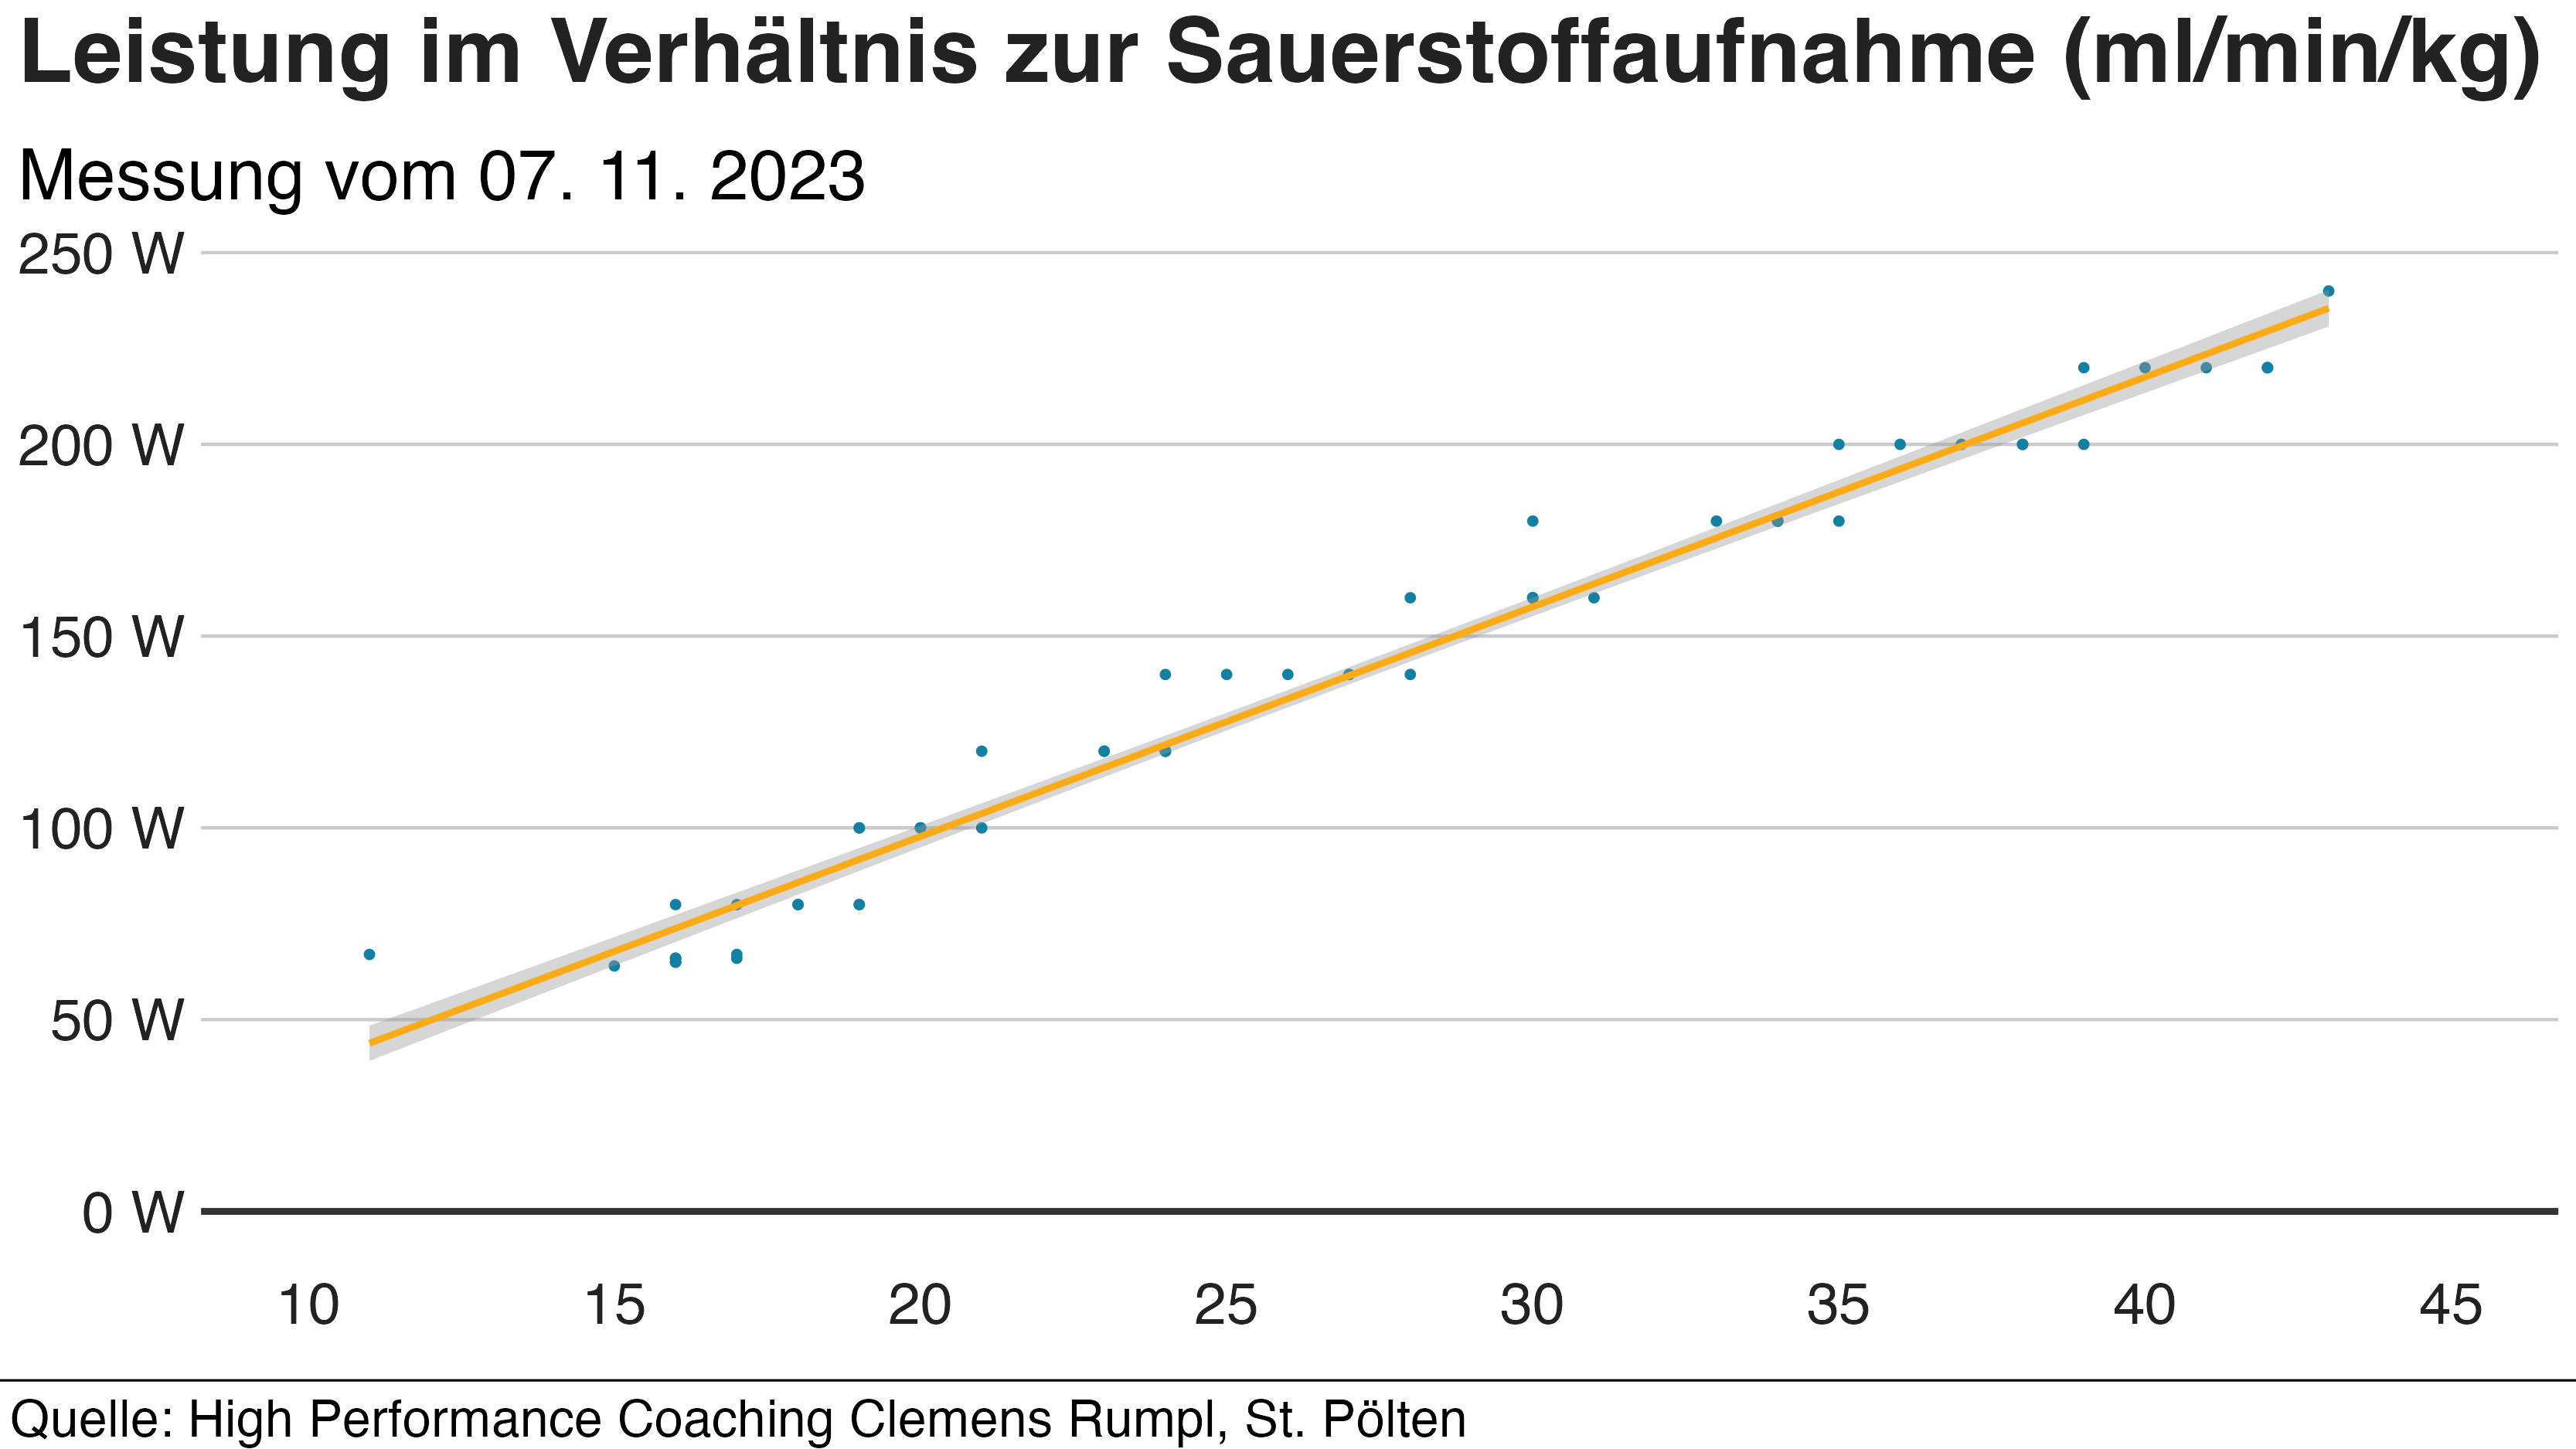 Leistung im Verhältnis zur Sauerstoffaufnahme (ml/min/kg)
Messung vom 07. 11. 2023
250 W
200 W
150 W
100 W
50 W
0 W
10 15 20 25 30 35 40 45
Quelle: High Performance Coaching Clemens Rumpl, St. Pölten